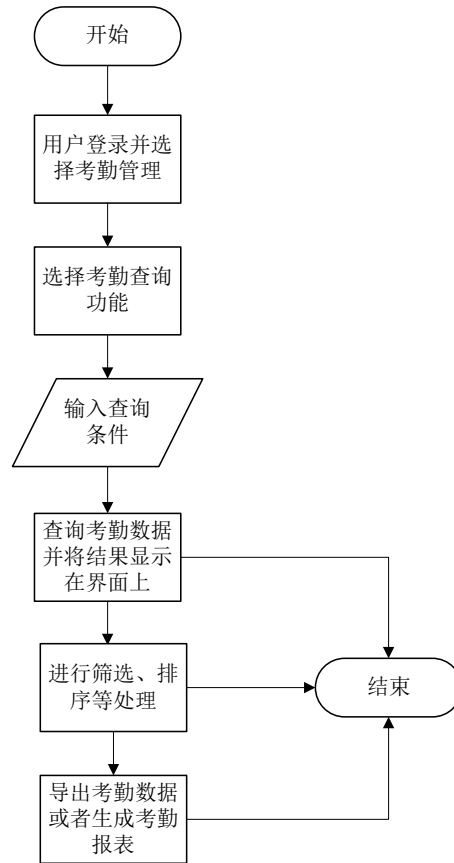 开始
用户登录并选
择考勤管理
选择考勤查询
功能
输入查询
条件
查询考勤数据
并将结果显示
在界面上
进行筛选、排
序等处理
结束
导出考勤数据
或者生成考勤
报表